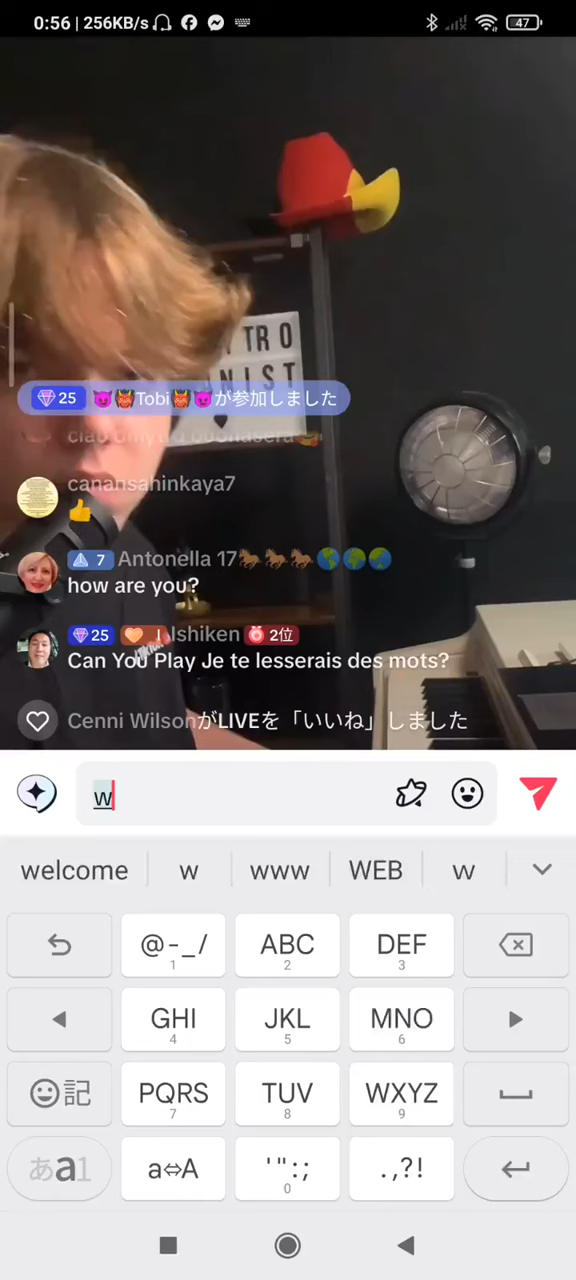 0:56 | 256KB/s
47
Y TR O
N I S T
25 Tobiが参加しました
canansahinkaya7
7 Antonella 17
how are you?
25 I Ishiken 2位
Can You Play Je te lesserais des mots?
Cenni WilsonがLIVEを「いいね」しました
w
welcome w www WEB w
@-_/ ABC DEF
1 2 3
GHI JKL MNO
4 5 6
記 PQRS TUV WXYZ
7 8 9
あa1 a⇔A '":; .,?!
0